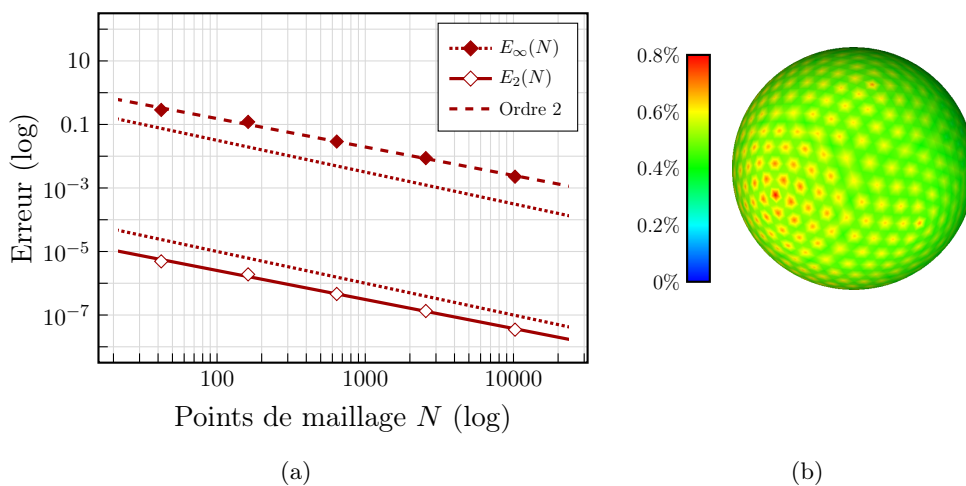 10
0.1
10⁻³
10⁻⁵
10⁻⁷
Erreur (log)
100
1000
10000
Points de maillage N (log)
E∞(N)
E₂(N)
Ordre 2
(a)
0.8%
0.6%
0.4%
0.2%
0%
(b)